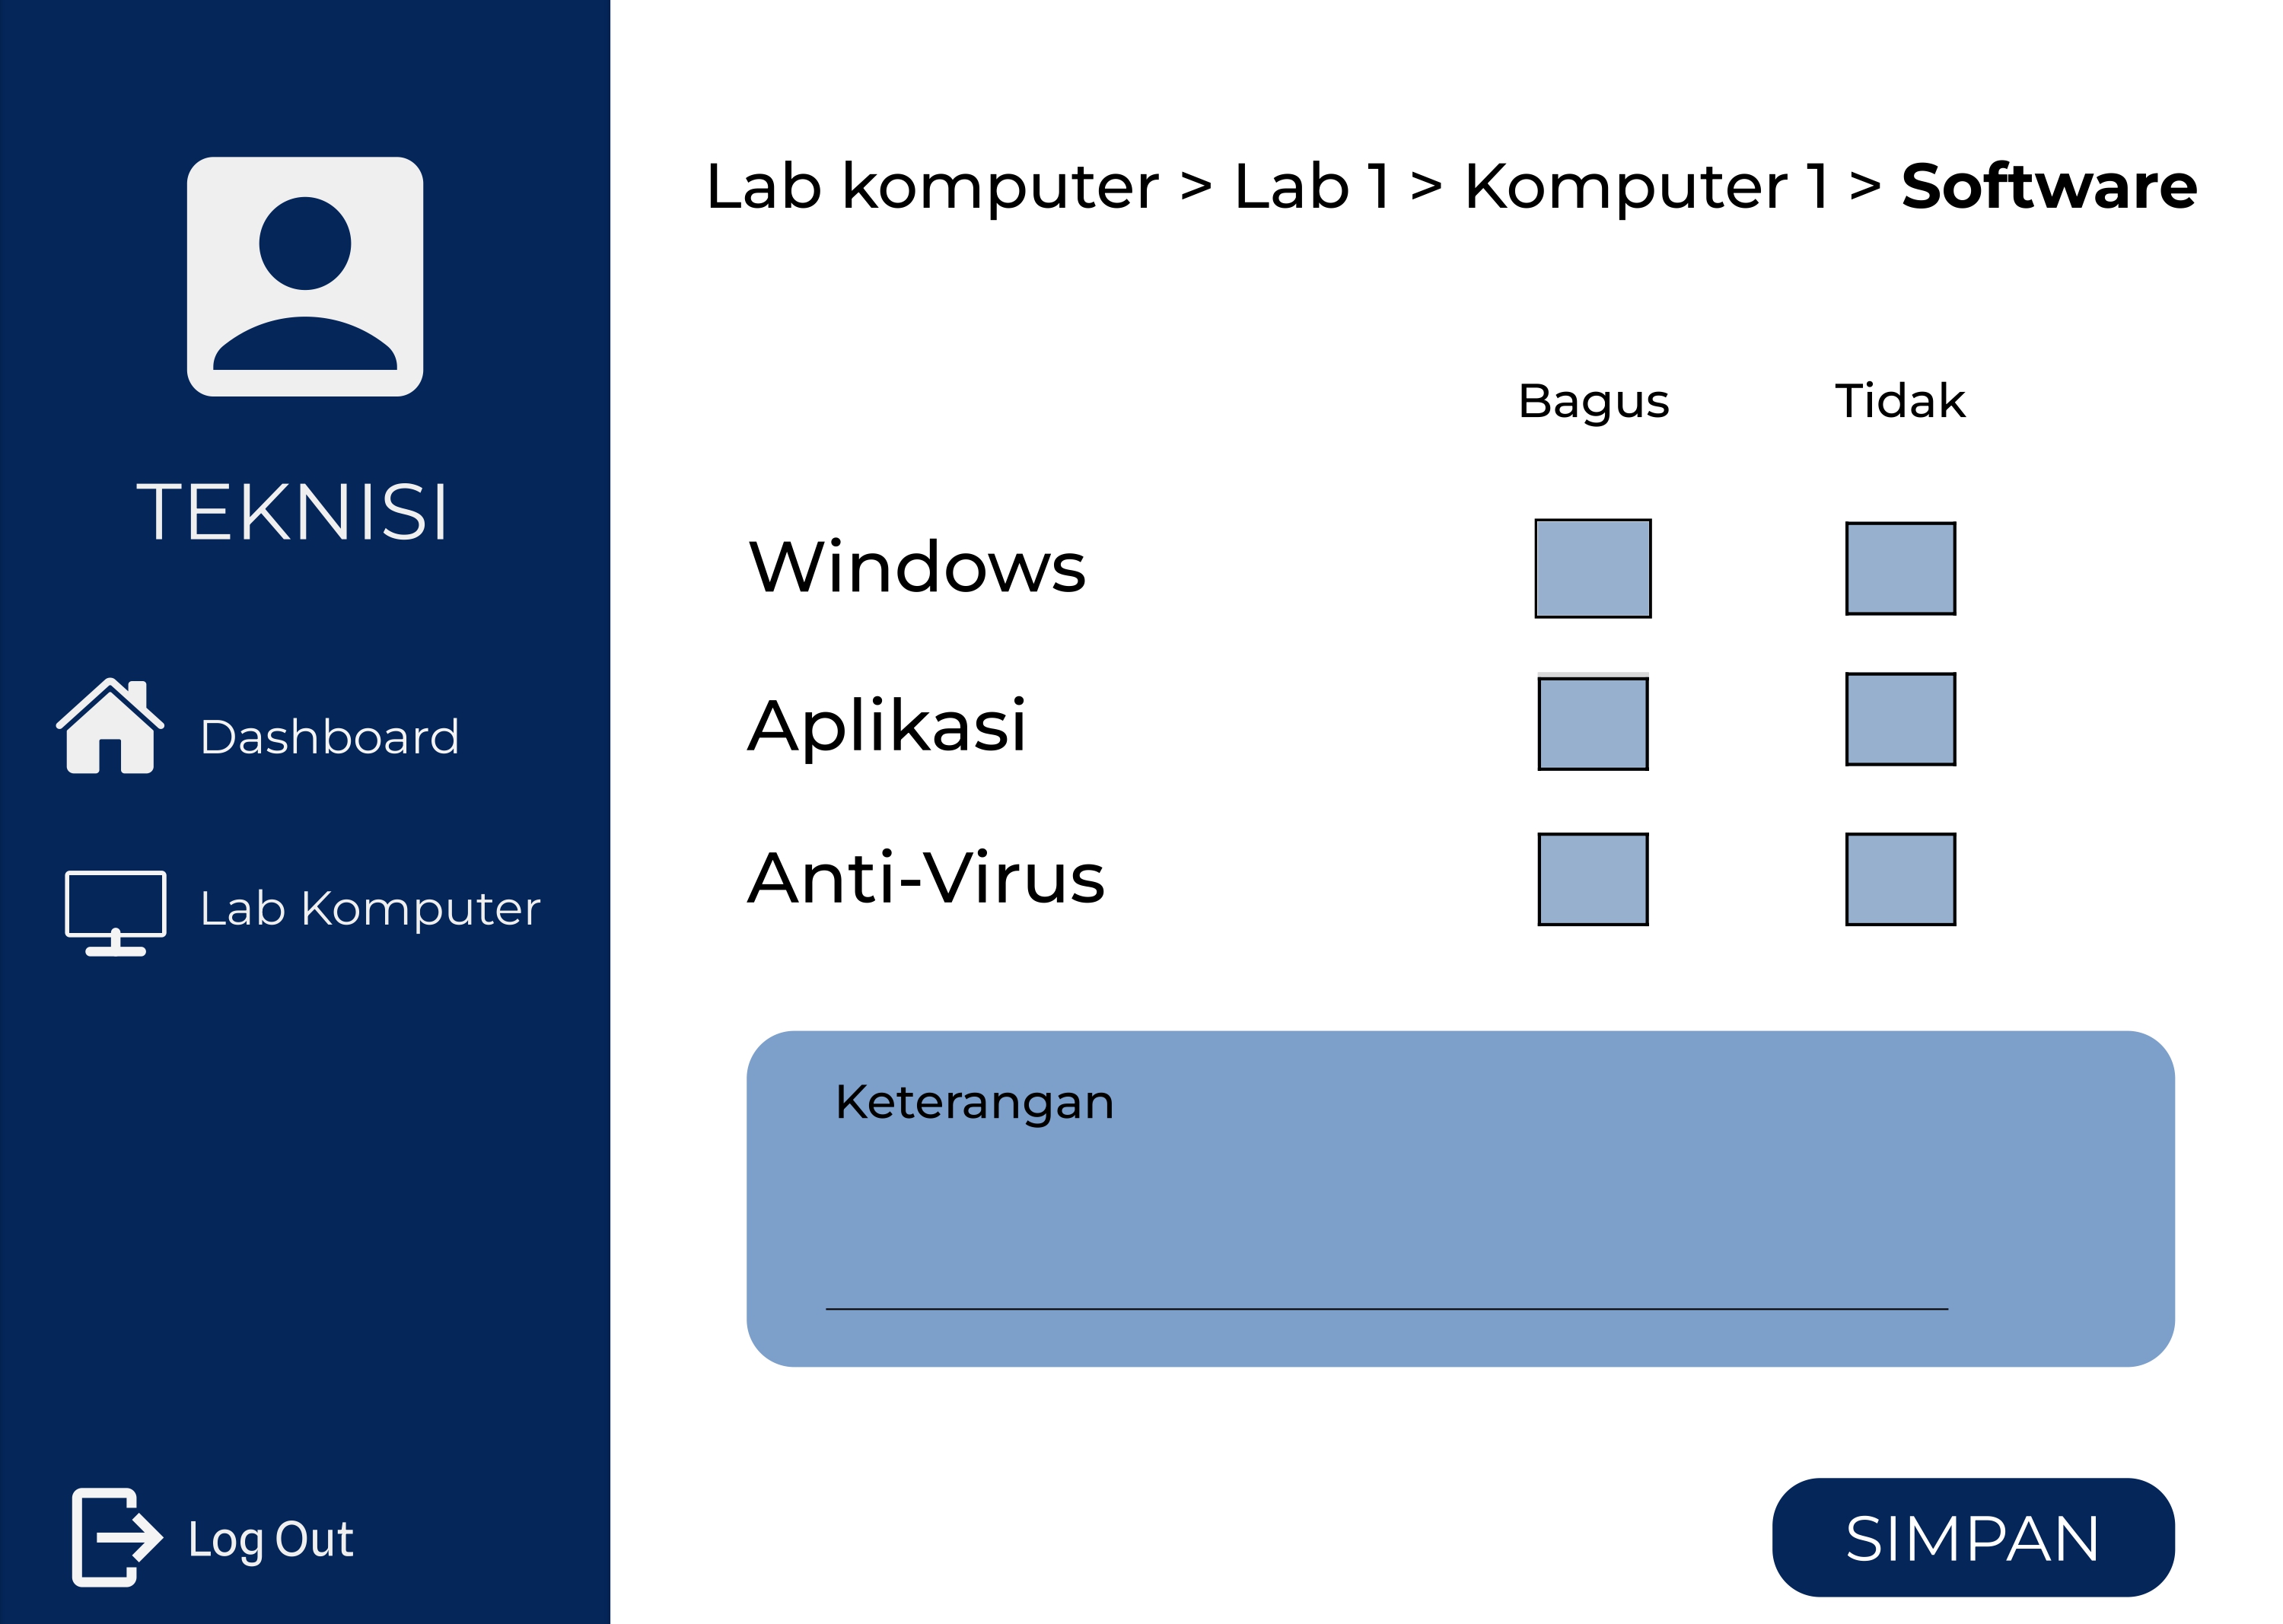 TEKNISI
Dashboard
Lab Komputer
Log Out
Lab komputer > Lab 1 > Komputer 1 > Software
Bagus Tidak
Windows
Aplikasi
Anti-Virus
Keterangan
SIMPAN